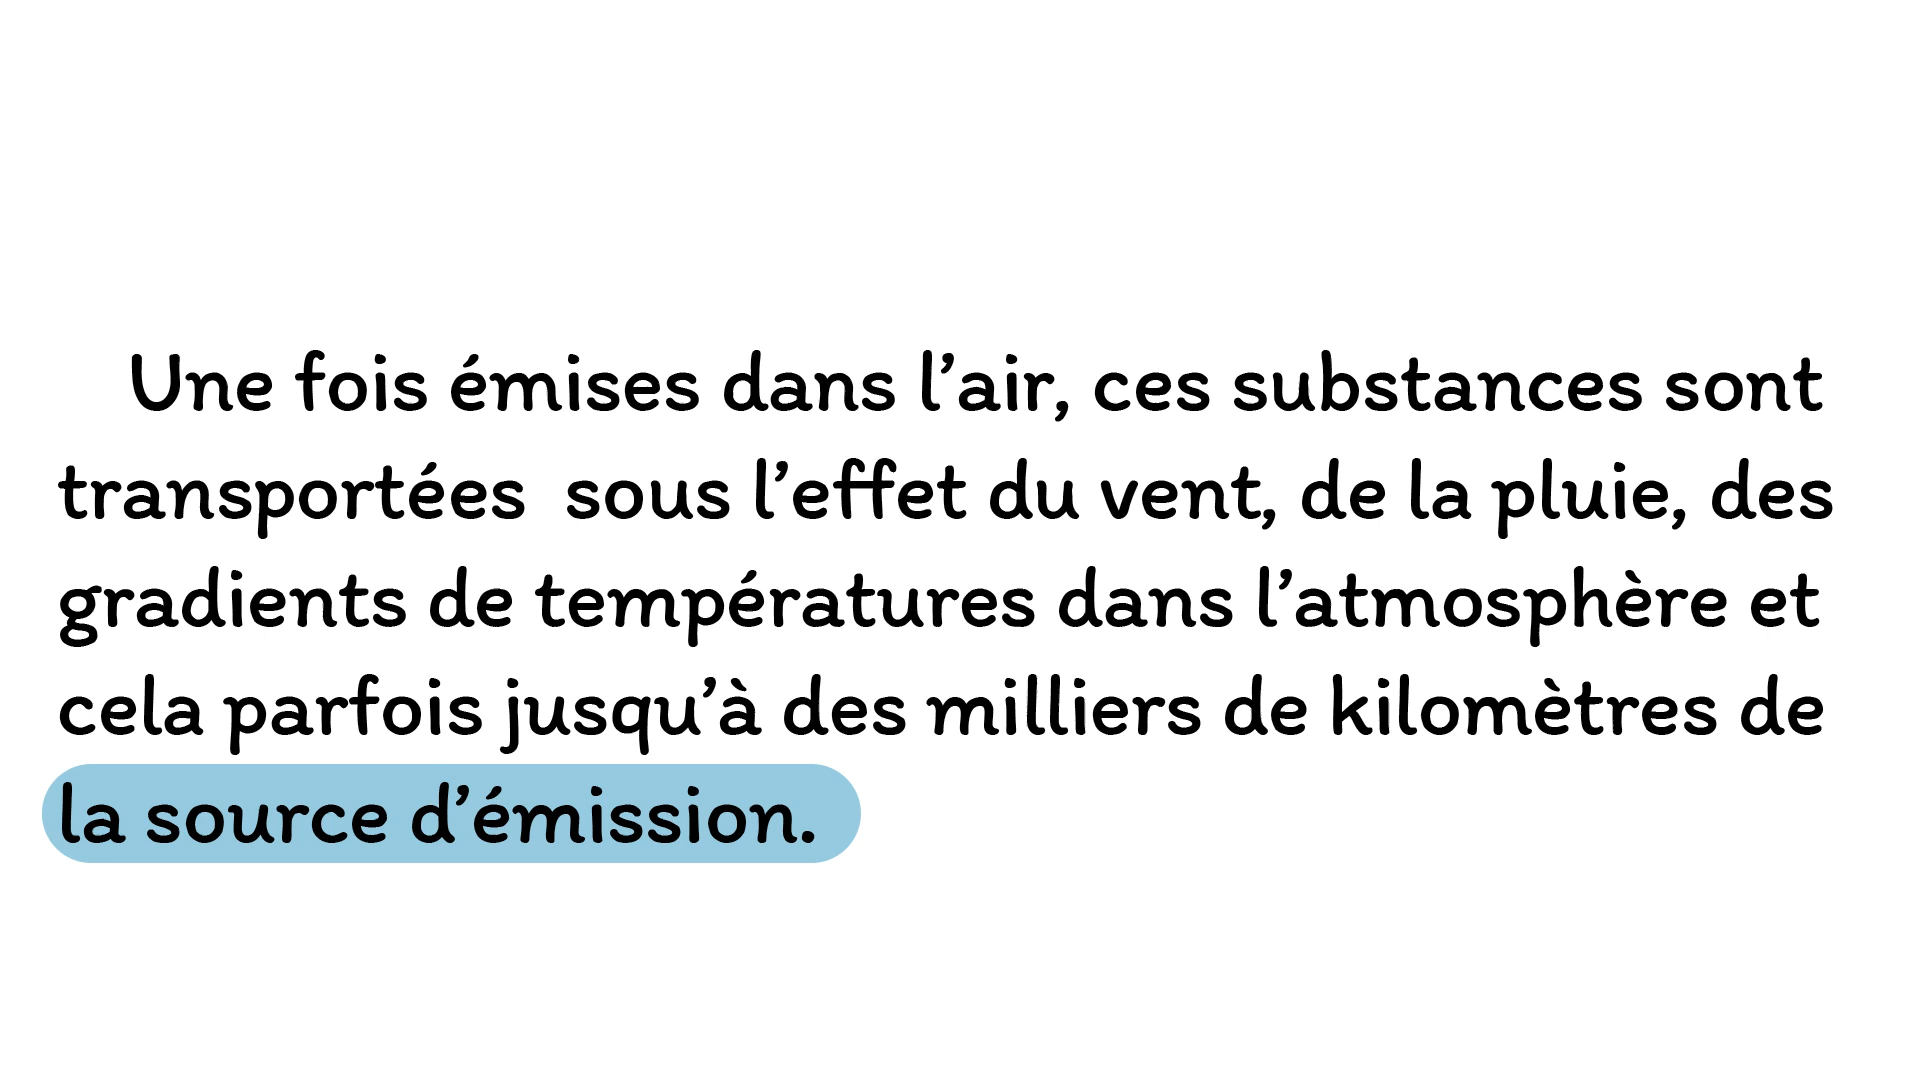 Une fois émises dans l’air, ces substances sont
transportées  sous l’effet du vent, de la pluie, des
gradients de températures dans l’atmosphère et
cela parfois jusqu’à des milliers de kilomètres de
la source d’émission.